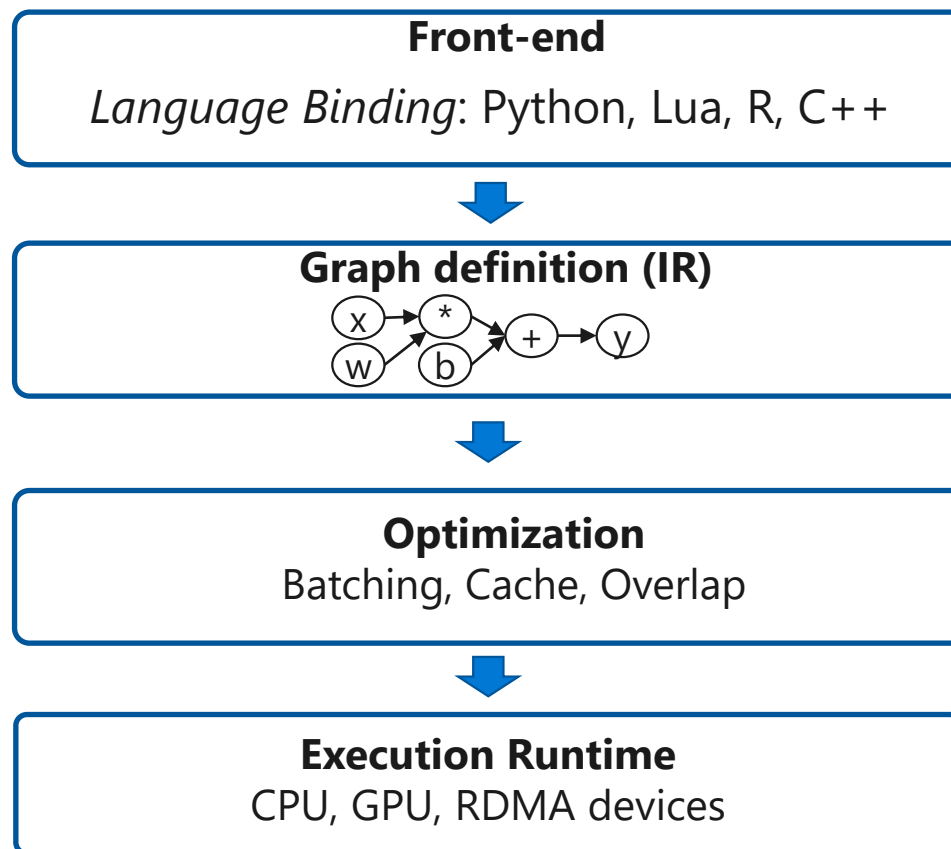 Front-end
Language Binding: Python, Lua, R, C++
Graph definition (IR)
x * + y
w b
Optimization
Batching, Cache, Overlap
Execution Runtime
CPU, GPU, RDMA devices